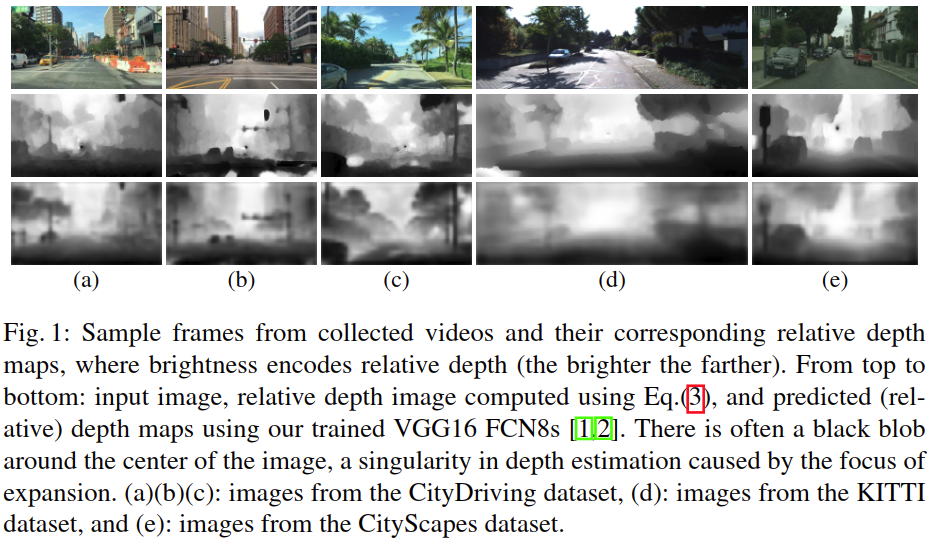 (a) (b) (c) (d) (e)
Fig. 1: Sample frames from collected videos and their corresponding relative depth
maps, where brightness encodes relative depth (the brighter the farther). From top to
bottom: input image, relative depth image computed using Eq.(3), and predicted (rel-
ative) depth maps using our trained VGG16 FCN8s [12]. There is often a black blob
around the center of the image, a singularity in depth estimation caused by the focus of
expansion. (a)(b)(c): images from the CityDriving dataset, (d): images from the KITTI
dataset, and (e): images from the CityScapes dataset.